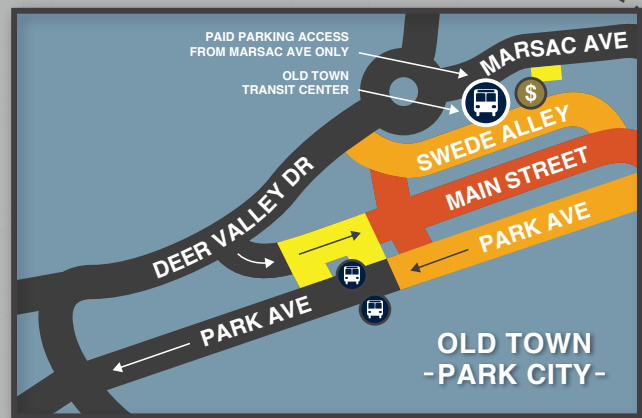 PAID PARKING ACCESS
FROM MARSAC AVE ONLY
MARSAC AVE
OLD TOWN
TRANSIT CENTER
$
SWEDE ALLEY
MAIN STREET
DEER VALLEY DR
PARK AVE
PARK AVE
OLD TOWN
-PARK CITY-